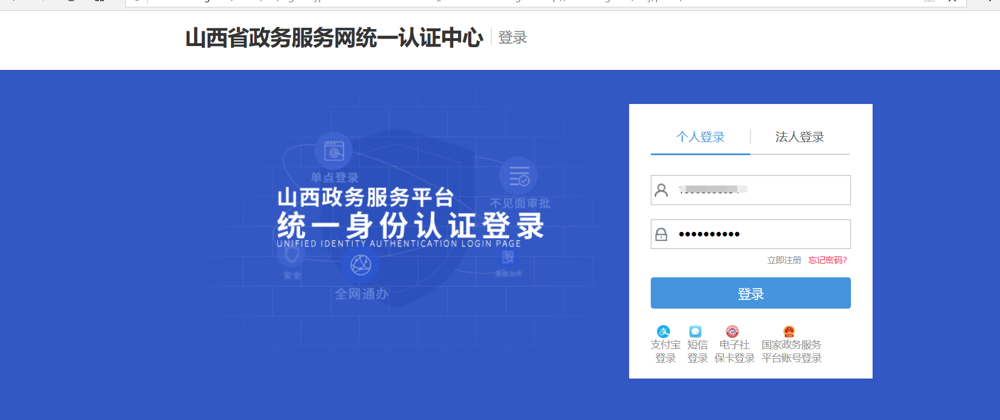 山西省政务服务网统一认证中心 登录
个人登录 法人登录
单点登录
不见面审批
山西政务服务平台
统一身份认证登录
UNIFIED IDENTITY AUTHENTICATION LOGIN PAGE
安全
全网通办
••••••••••
立即注册 忘记密码?
登录
支付宝
登录
短信
登录
电子社
保卡登录
国家政务服务
平台账号登录